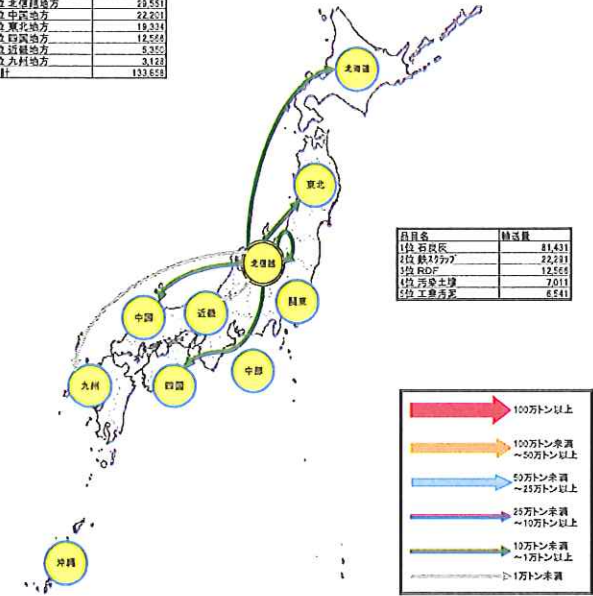 位 北信越地方 29,551
位 中国地方 22,201
位 東北地方 19,334
位 四国地方 12,566
位 近畿地方 5,350
位 九州地方 3,128
計 133,658
北海道
東北
北信越
中国
近畿
関東
九州
四国
中部
沖縄
品目名 輸送量
1位 石炭灰 81,431
2位 鉄スクラップ 22,201
3位 RDF 12,566
4位 汚染土壌 7,011
5位 工業汚泥 6,541
100万トン以上
100万トン未満
～50万トン以上
50万トン未満
～25万トン以上
25万トン未満
～10万トン以上
10万トン未満
～1万トン以上
1万トン未満